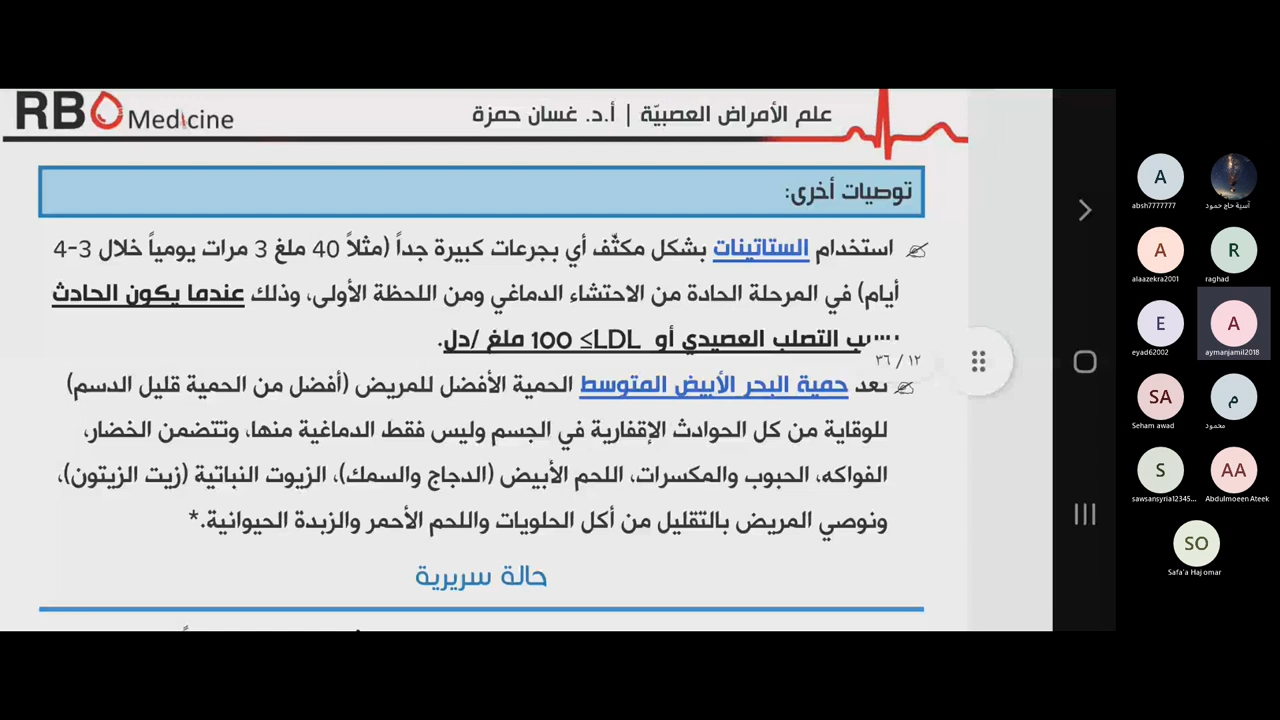 RBO Medicine
علم الأمراض العصبيّة | أ.د. غسان حمزة
توصيات أخرى:
استخدام الستاتينات بشكل مكثّف أي بجرعات كبيرة جداً (مثلاً 40 ملغ 3 مرات يومياً خلال 3-4
أيام) في المرحلة الحادة من الاحتشاء الدماغي ومن اللحظة الأولى، وذلك عندما يكون الحادث
التصلب العصيدي أو LDL≥ 100 ملغ /دل.
١٢ / ٣٦
تعد حمية البحر الأبيض المتوسط الحمية الأفضل للمريض (أفضل من الحمية قليل الدسم)
للوقاية من كل الحوادث الإقفارية في الجسم وليس فقط الدماغية منها، وتتضمن الخضار،
الفواكه، الحبوب والمكسرات، اللحم الأبيض (الدجاج والسمك)، الزيوت النباتية (زيت الزيتون)،
ونوصي المريض بالتقليل من أكل الحلويات واللحم الأحمر والزبدة الحيوانية.*
حالة سريرية
A
absh7777777
آسية حاج حمود
A
alaazekra2001
R
raghad
E
eyad62002
A
aymanjamil2018
SA
Seham awad
م
محمود
S
sawsansyria12345...
AA
Abdulmoeen Ateek
SO
Safa'a Haj omar